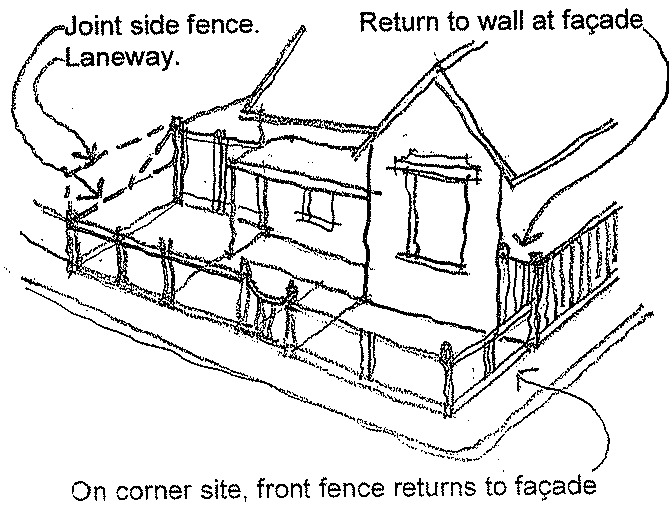 Joint side fence.
Laneway.
Return to wall at façade
On corner site, front fence returns to façade